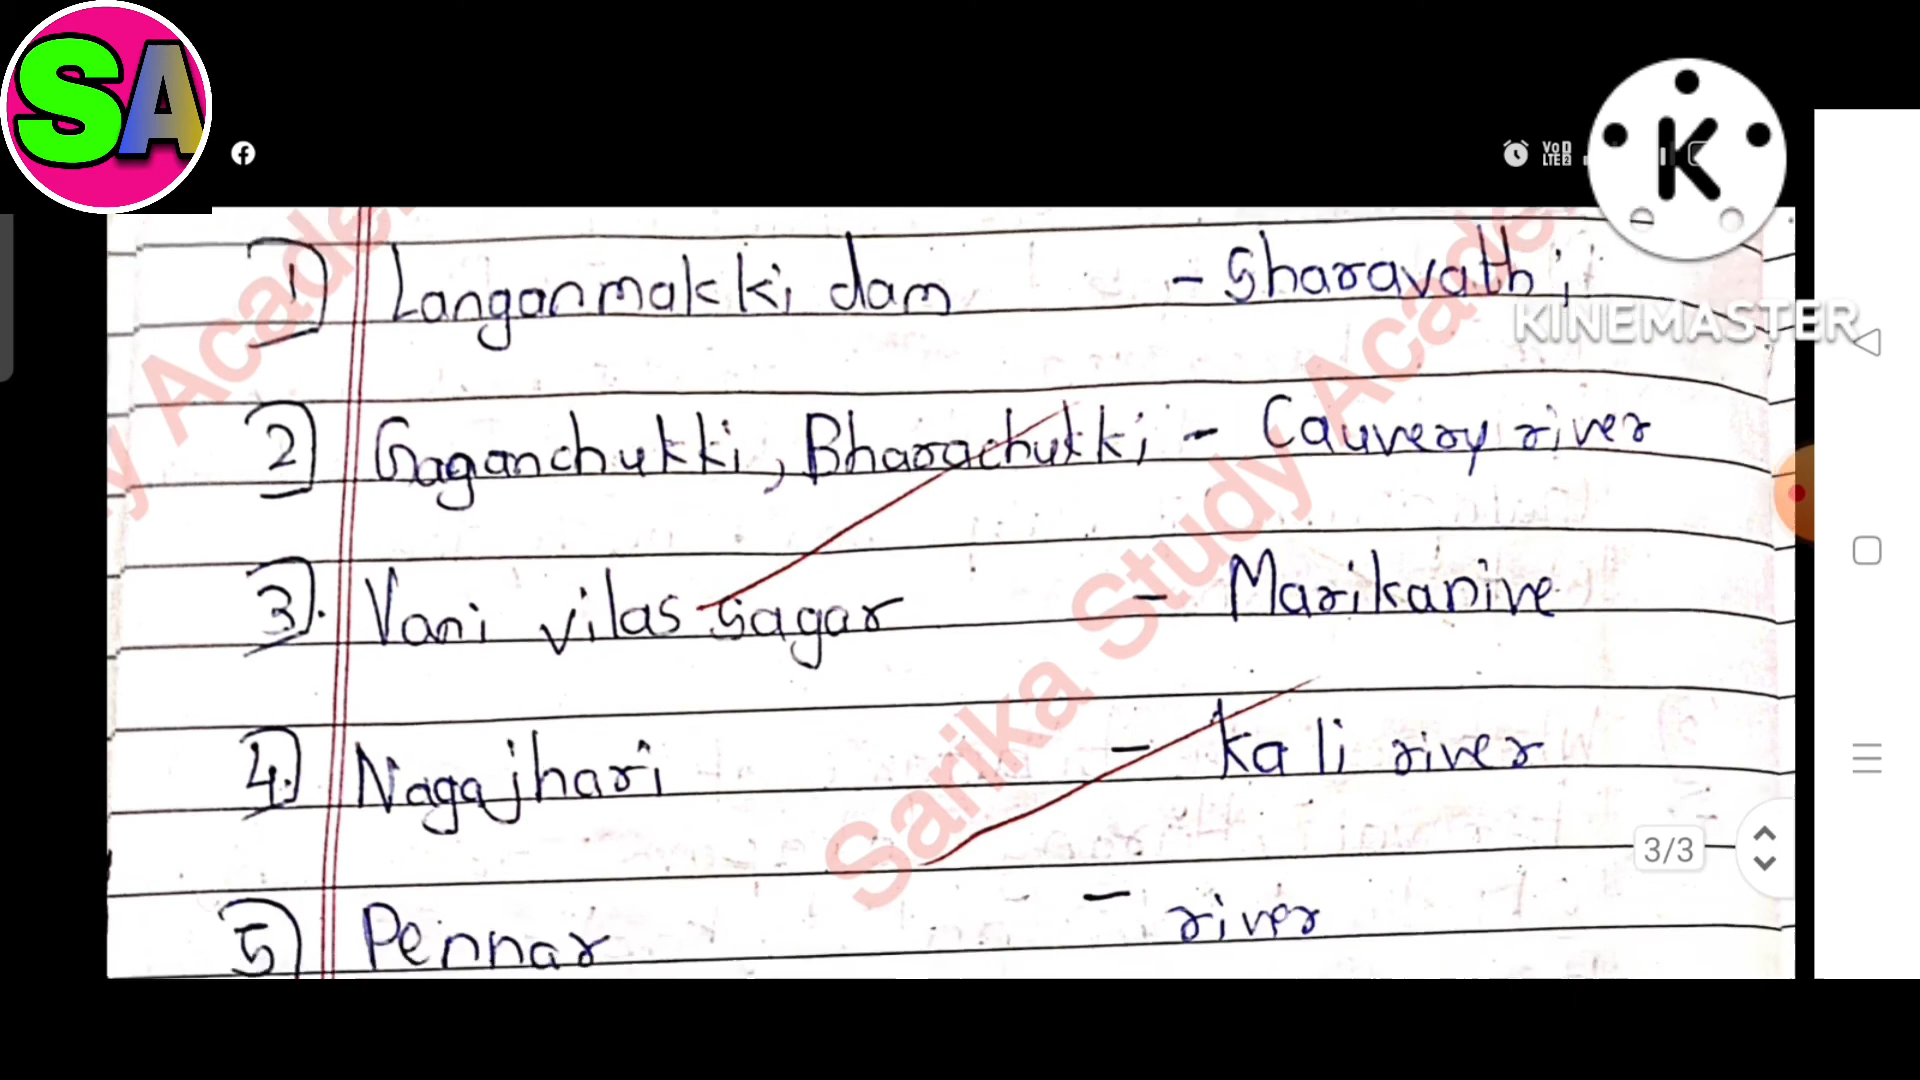 SA
K
KINEMASTER
1) Langanmakki dam - Sharavathi
2) Gaganchukki, Bharachukki - Cauvery river
3). Vani vilas sagar - Marikanive
4.) Nagajhari - Kali river
5) Pennar - river
Sarika Study Academy
3/3